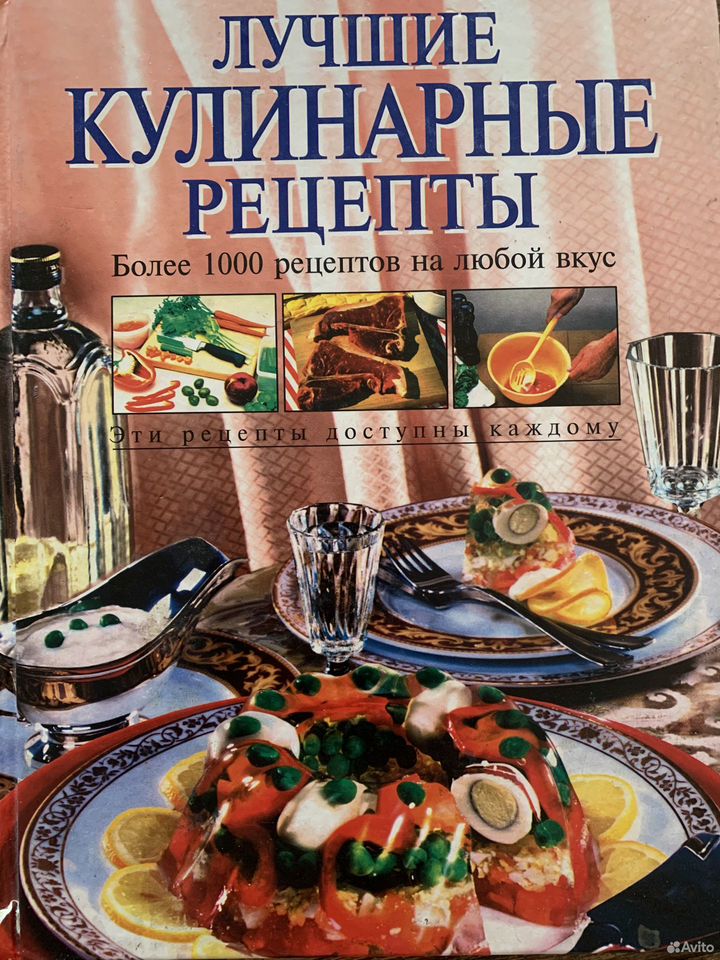 ЛУЧШИЕ
КУЛИНАРНЫЕ
РЕЦЕПТЫ
Более 1000 рецептов на любой вкус
Эти рецепты доступны каждому
Avito